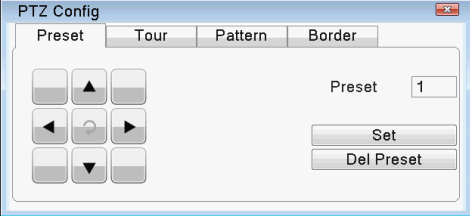 PTZ Config
Preset Tour Pattern Border
Preset 1
Set
Del Preset